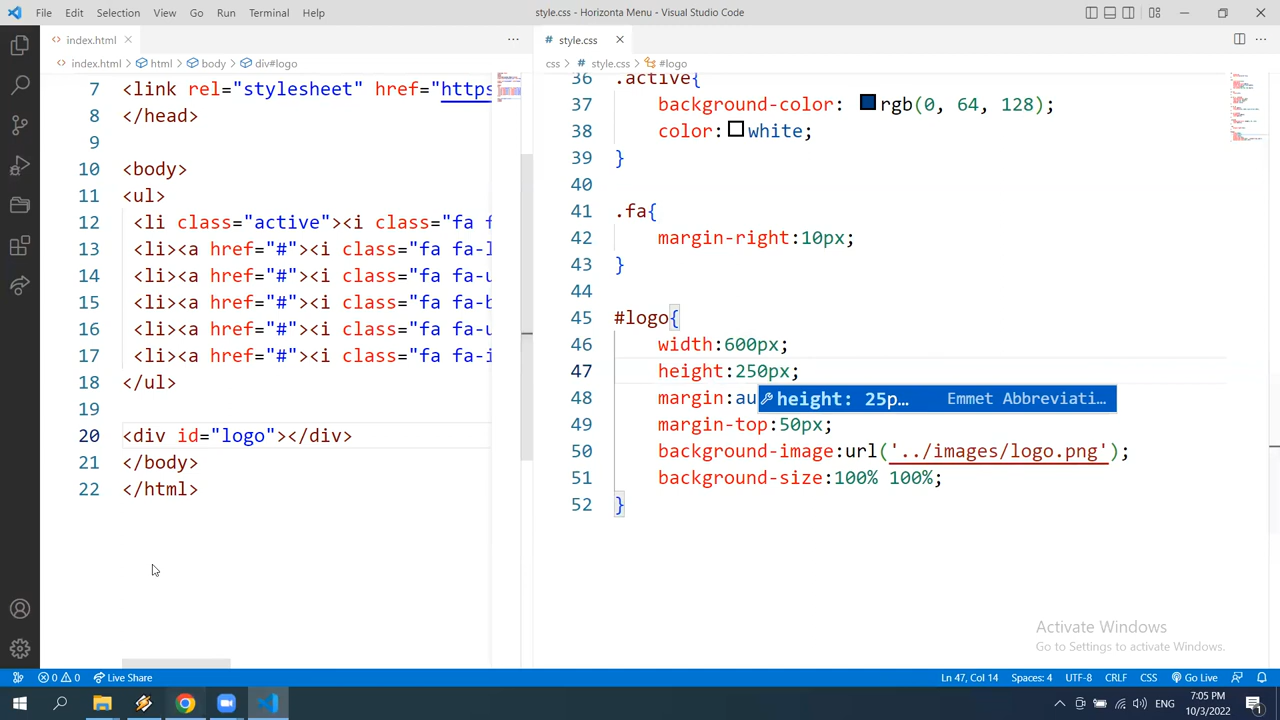 File Edit Selection View Go Run Terminal Help
style.css - Horizonta Menu - Visual Studio Code
index.html
index.html > html > body > div#logo
7 <link rel="stylesheet" href="https
8 </head>
9
10 <body>
11 <ul>
12 <li class="active"><i class="fa f
13 <li><a href="#"><i class="fa fa-l
14 <li><a href="#"><i class="fa fa-u
15 <li><a href="#"><i class="fa fa-b
16 <li><a href="#"><i class="fa fa-u
17 <li><a href="#"><i class="fa fa-i
18 </ul>
19
20 <div id="logo"></div>
21 </body>
22 </html>
# style.css
css > # style.css > #logo
36 .active{
37 background-color: rgb(0, 64, 128);
38 color: white;
39 }
40
41 .fa{
42 margin-right:10px;
43 }
44
45 #logo{
46 width:600px;
47 height:250px;
48 margin:au
height: 25p… Emmet Abbreviati…
49 margin-top:50px;
50 background-image:url('../images/logo.png');
51 background-size:100% 100%;
52 }
Activate Windows
Go to Settings to activate Windows.
0 0 Live Share
Ln 47, Col 14 Spaces: 4 UTF-8 CRLF CSS Go Live
7:05 PM
ENG
10/3/2022
1